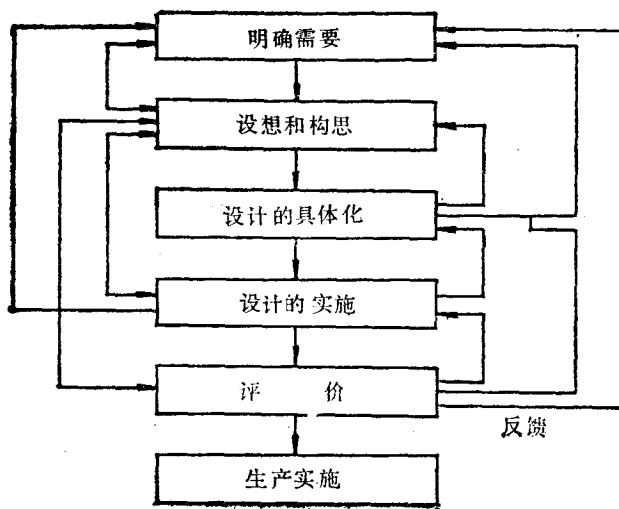 明确需要
设想和构思
设计的具体化
设计的实施
评价
反馈
生产实施